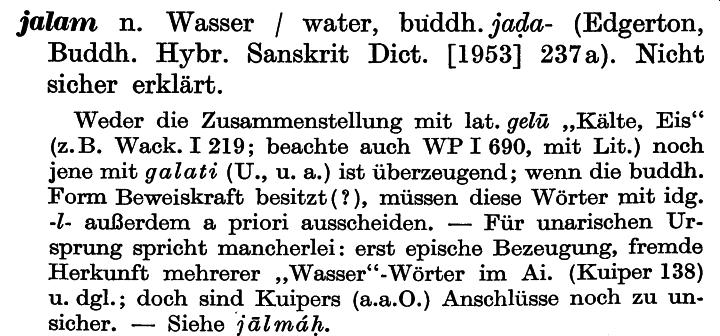 jalam n. Wasser / water, buddh. jaḍa- (Edgerton,
Buddh. Hybr. Sanskrit Dict. [1953] 237a). Nicht
sicher erklärt.
Weder die Zusammenstellung mit lat. gelū „Kälte, Eis“
(z.B. Wack. I 219; beachte auch WP I 690, mit Lit.) noch
jene mit galati (U., u. a.) ist überzeugend; wenn die buddh.
Form Beweiskraft besitzt(?), müssen diese Wörter mit idg.
-l- außerdem a priori ausscheiden. — Für unarischen Ur-
sprung spricht mancherlei: erst epische Bezeugung, fremde
Herkunft mehrerer „Wasser“-Wörter im Ai. (Kuiper 138)
u. dgl.; doch sind Kuipers (a.a.O.) Anschlüsse noch zu un-
sicher. — Siehe jālmáḥ.